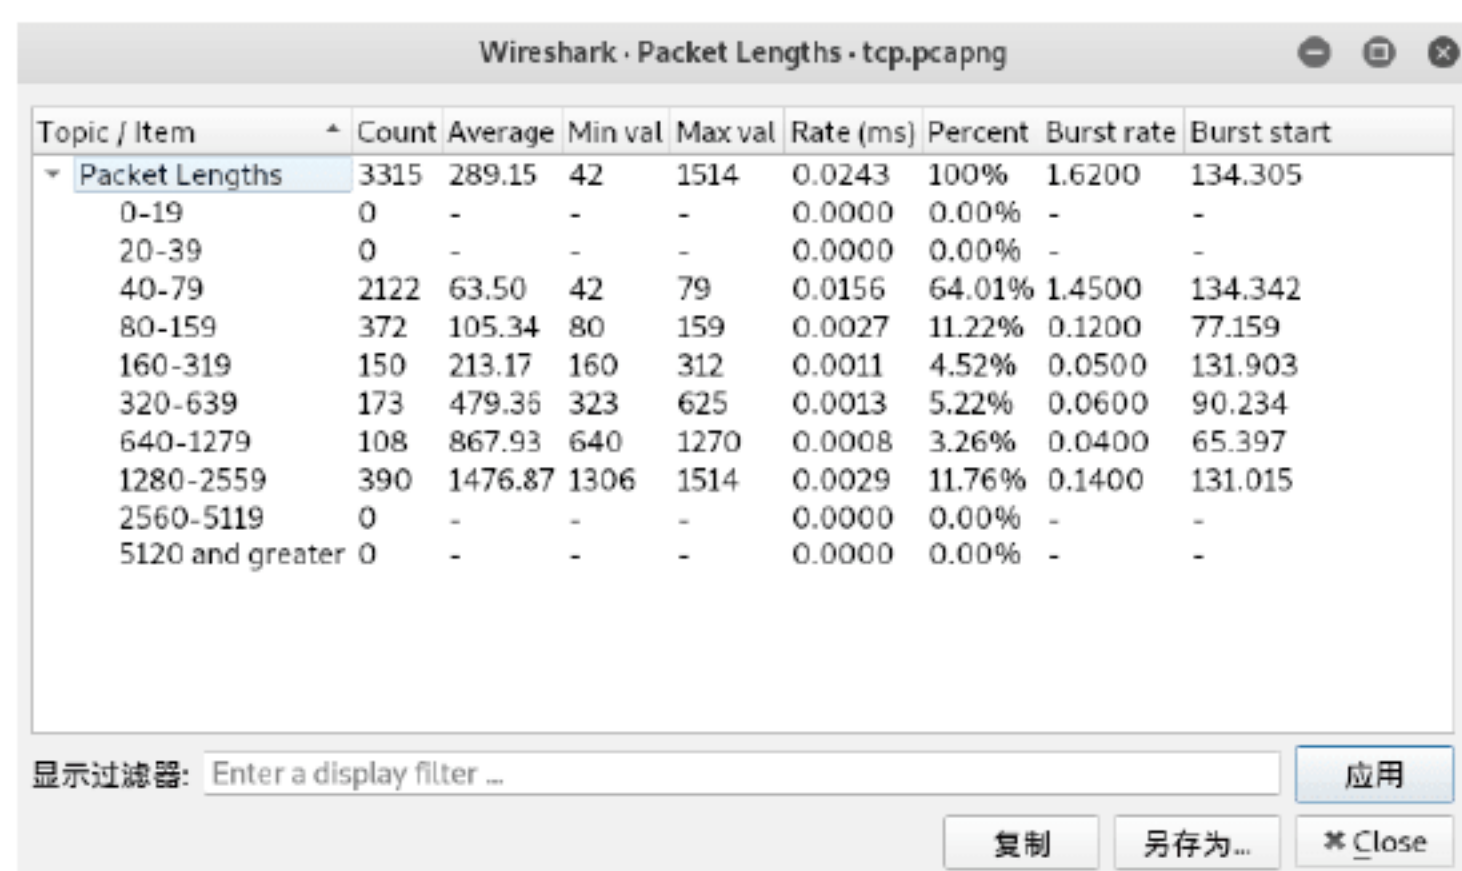 Wireshark · Packet Lengths · tcp.pcapng
Topic / Item Count Average Min val Max val Rate (ms) Percent Burst rate Burst start
Packet Lengths 3315 289.15 42 1514 0.0243 100% 1.6200 134.305
0-19 0 - - - 0.0000 0.00% - -
20-39 0 - - - 0.0000 0.00% - -
40-79 2122 63.50 42 79 0.0156 64.01% 1.4500 134.342
80-159 372 105.34 80 159 0.0027 11.22% 0.1200 77.159
160-319 150 213.17 160 312 0.0011 4.52% 0.0500 131.903
320-639 173 479.36 323 625 0.0013 5.22% 0.0600 90.234
640-1279 108 867.93 640 1270 0.0008 3.26% 0.0400 65.397
1280-2559 390 1476.87 1306 1514 0.0029 11.76% 0.1400 131.015
2560-5119 0 - - - 0.0000 0.00% - -
5120 and greater 0 - - - 0.0000 0.00% - -
显示过滤器: Enter a display filter ... 应用
复制 另存为... Close